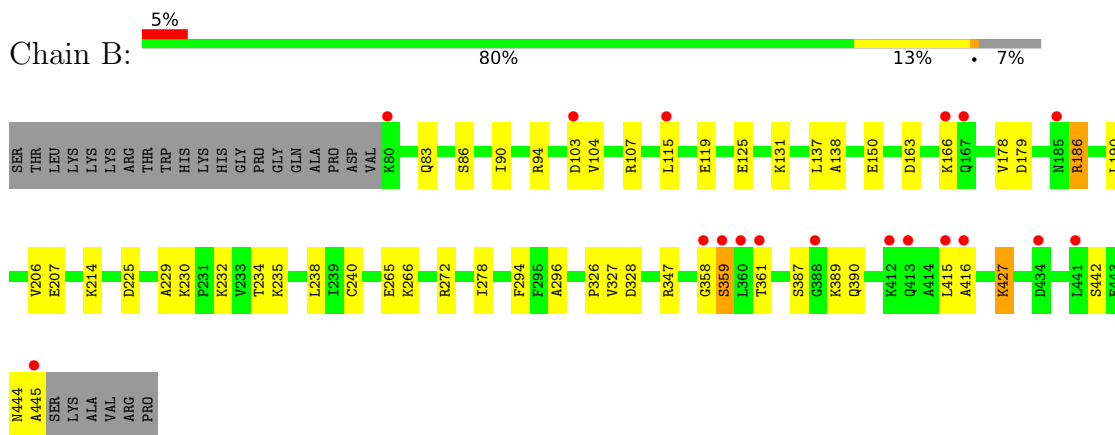 5%
Chain B:
80% 13% • 7%
SER THR LEU LYS LYS LYS ARG THR TRP HIS LYS HIS GLY PRO GLY GLN ALA PRO ASP VAL K80 Q83 S86 I90 R94 D103 V104 R107 L115 E119 E125 K131 L137 A138 E150 D163 K166 Q167 V178 D179 N185 R186 L190
V206 E207 K214 D225 A229 K230 P231 K232 V233 T234 K235 L238 I239 C240 E265 K266 R272 I278 F294 F295 A296 P326 V327 D328 R347 G358 S359 L360 T361 S387 G388 K389 Q390 K412 Q413 A414 L415 A416 K427 D434 L441 S442 E443
N444 A445 SER LYS ALA VAL ARG PRO